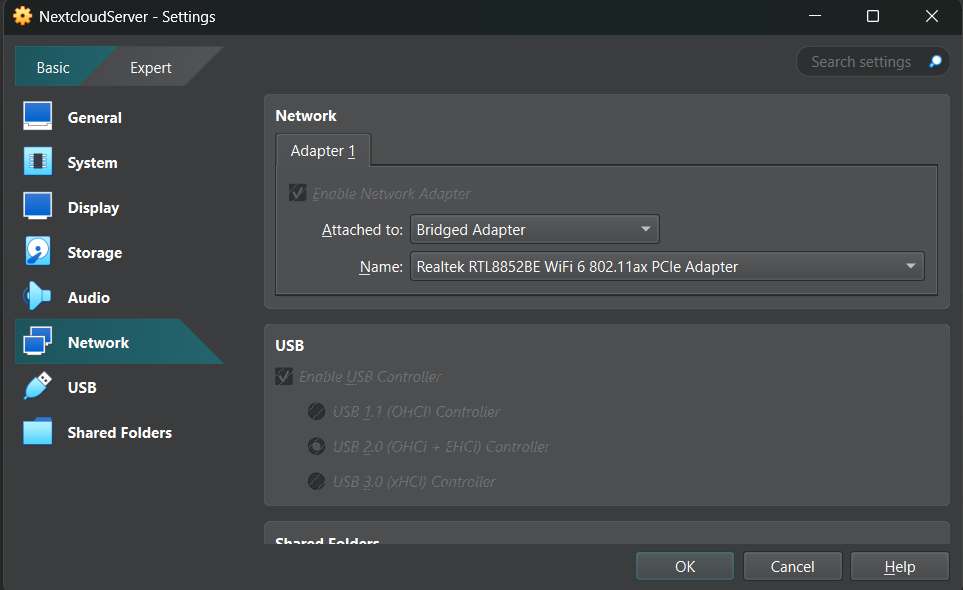 NextcloudServer - Settings
Basic
Expert
Search settings
General
System
Display
Storage
Audio
Network
USB
Shared Folders
Network
Adapter 1
Enable Network Adapter
Attached to: Bridged Adapter
Name: Realtek RTL8852BE WiFi 6 802.11ax PCIe Adapter
USB
Enable USB Controller
USB 1.1 (OHCI) Controller
USB 2.0 (OHCI + EHCI) Controller
USB 3.0 (xHCI) Controller
Shared Folders
OK
Cancel
Help